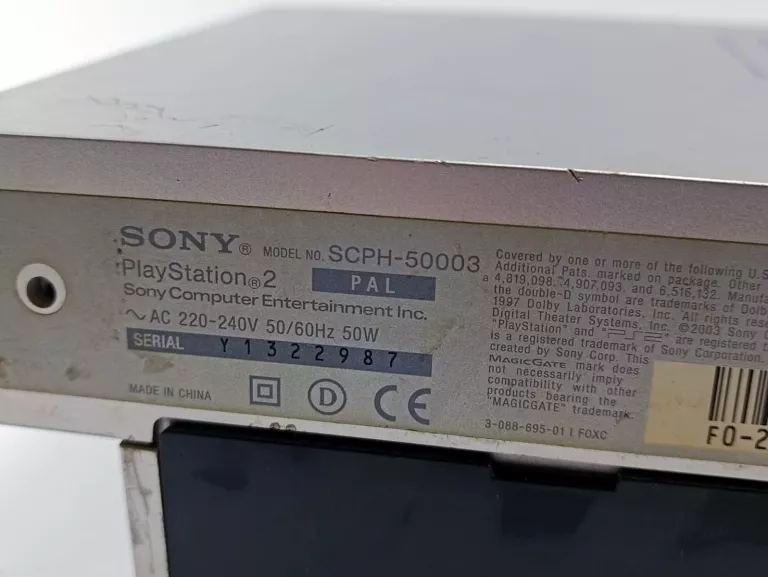 SONY® MODEL NO. SCPH-50003
PlayStation®2 PAL
Sony Computer Entertainment Inc.
~ AC 220-240V 50/60Hz 50W
SERIAL Y1322987
MADE IN CHINA D CE
Covered by one or more of the following U.S.
Additional Pats. marked on package. Other
4,819,098, 4,907,093, and 6,516,132.
the double-D symbol are trademarks of
1997 Dolby Laboratories, Inc. All rights
Digital Theater Systems, Inc. ©2003 Sony
"PlayStation" and are registered
is a registered trademark of Sony Corporation.
created by Sony Corp. This
MAGICGATE mark does
not necessarily imply
compatibility with other
products bearing the
"MAGICGATE" trademark.
3-088-695-01 I FOXC
FO-2